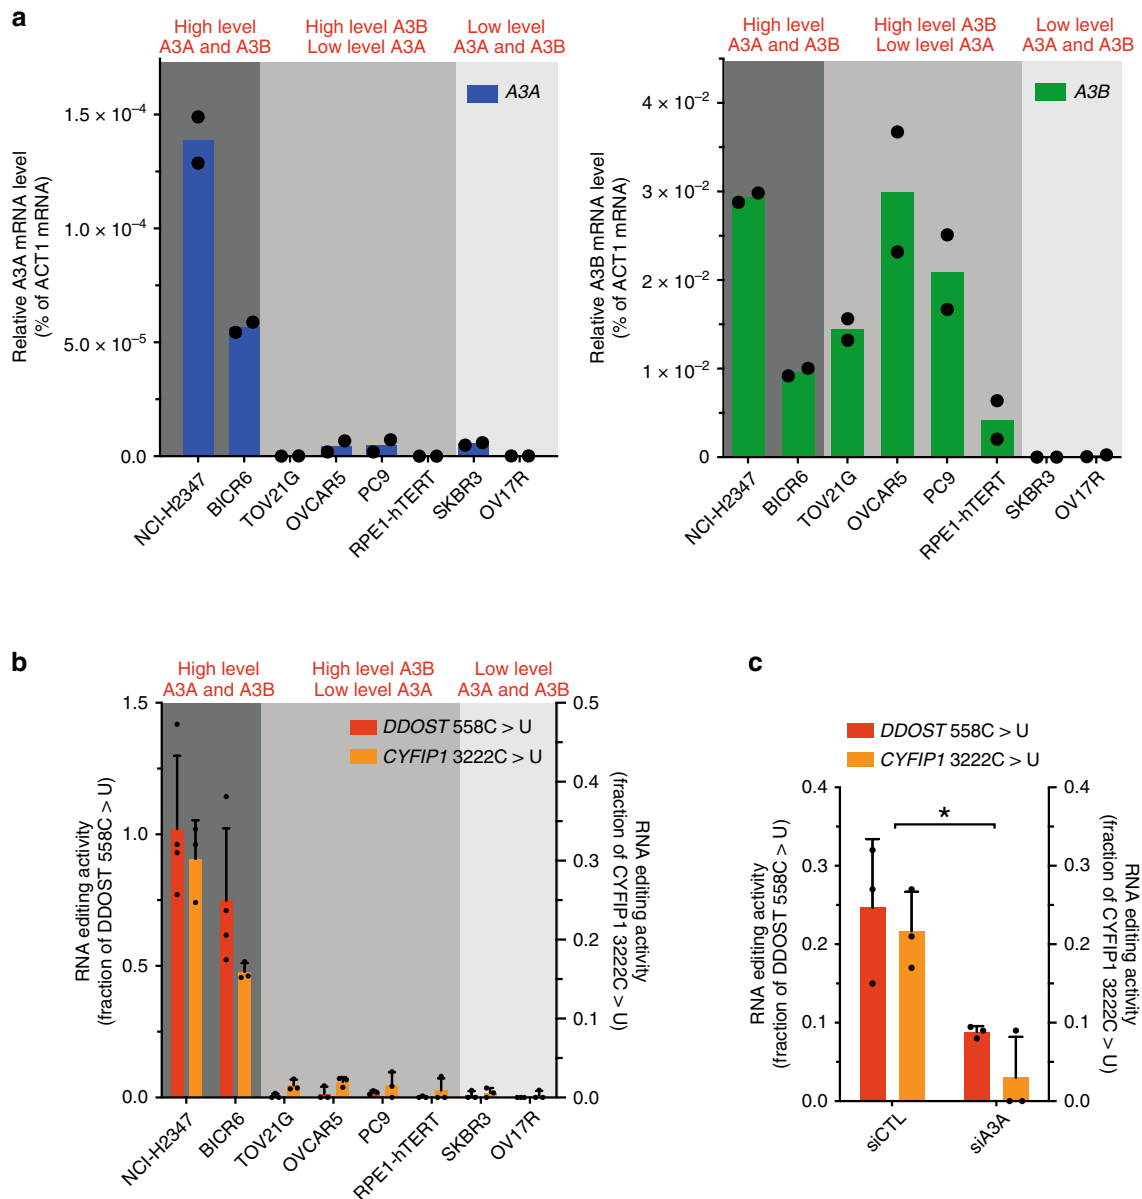 a
High level
A3A and A3B
High level A3B
Low level A3A
Low level
A3A and A3B
A3A
Relative A3A mRNA level
(% of ACT1 mRNA)
1.5 × 10⁻⁴
1.0 × 10⁻⁴
5.0 × 10⁻⁵
0.0
NCI-H2347
BICR6
TOV21G
OVCAR5
PC9
RPE1-hTERT
SKBR3
OV17R
High level
A3A and A3B
High level A3B
Low level A3A
Low level
A3A and A3B
A3B
Relative A3B mRNA level
(% of ACT1 mRNA)
4 × 10⁻²
3 × 10⁻²
2 × 10⁻²
1 × 10⁻²
0
NCI-H2347
BICR6
TOV21G
OVCAR5
PC9
RPE1-hTERT
SKBR3
OV17R
b
High level
A3A and A3B
High level A3B
Low level A3A
Low level
A3A and A3B
DDOST 558C > U
CYFIP1 3222C > U
RNA editing activity
(fraction of DDOST 558C > U)
1.5
1.0
0.5
0.0
0.5
0.4
0.3
0.2
0.1
0.0
RNA editing activity
(fraction of CYFIP1 3222C > U)
NCI-H2347
BICR6
TOV21G
OVCAR5
PC9
RPE1-hTERT
SKBR3
OV17R
c
DDOST 558C > U
CYFIP1 3222C > U
RNA editing activity
(fraction of DDOST 558C > U)
0.4
0.3
0.2
0.1
0.0
*
0.4
0.3
0.2
0.1
0.0
RNA editing activity
(fraction of CYFIP1 3222C > U)
siCTL
siA3A